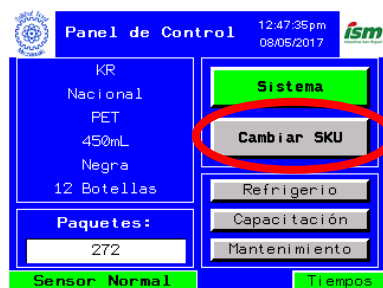 Panel de Control
12:47:35pm
08/05/2017
ism
KR
Nacional
PET
450mL
Negra
12 Botellas
Paquetes:
272
Sistema
Cambiar SKU
Refrigerio
Capacitación
Mantenimiento
Sensor Normal
Tiempos